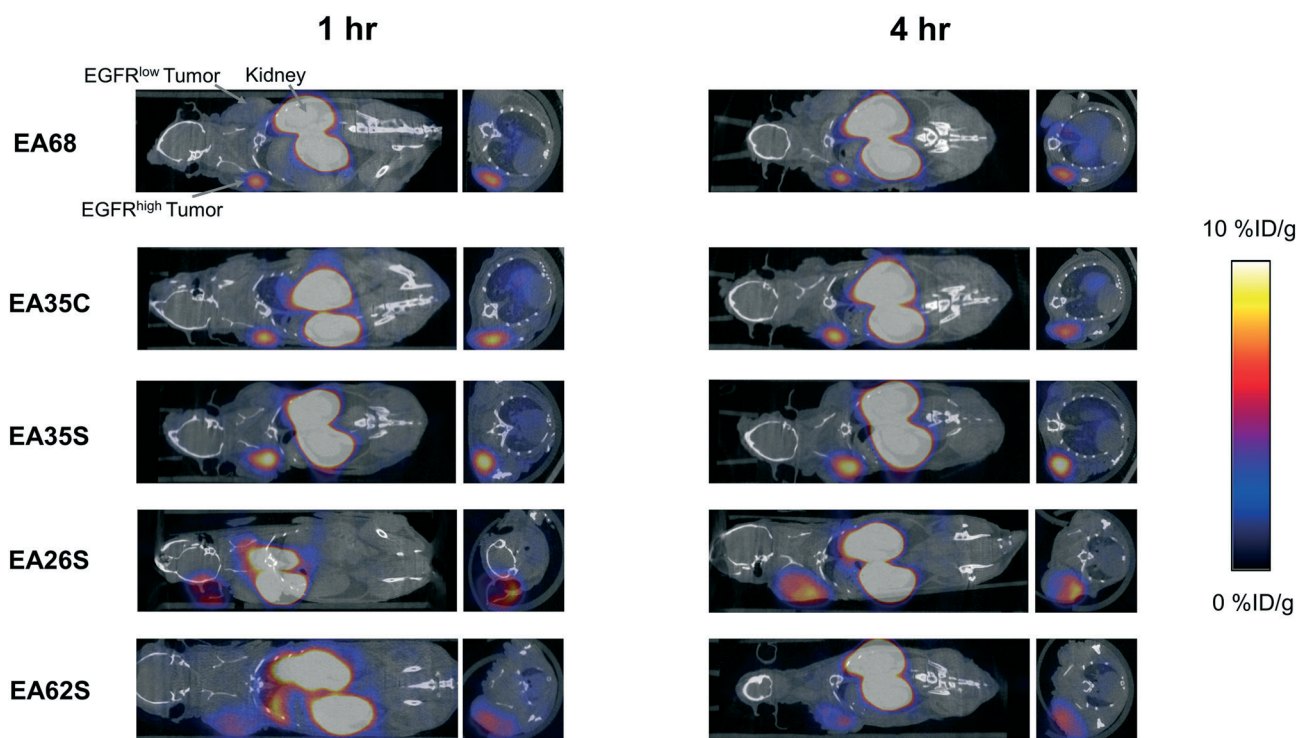 1 hr
4 hr
EGFRlow Tumor
Kidney
EA68
EGFRhigh Tumor
10 %ID/g
EA35C
EA35S
EA26S
0 %ID/g
EA62S